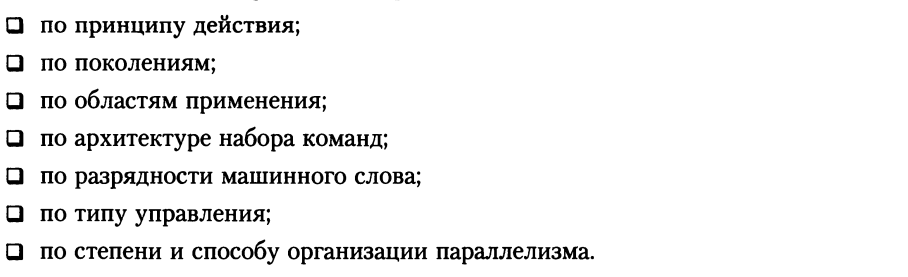 ❑ по принципу действия;
❑ по поколениям;
❑ по областям применения;
❑ по архитектуре набора команд;
❑ по разрядности машинного слова;
❑ по типу управления;
❑ по степени и способу организации параллелизма.